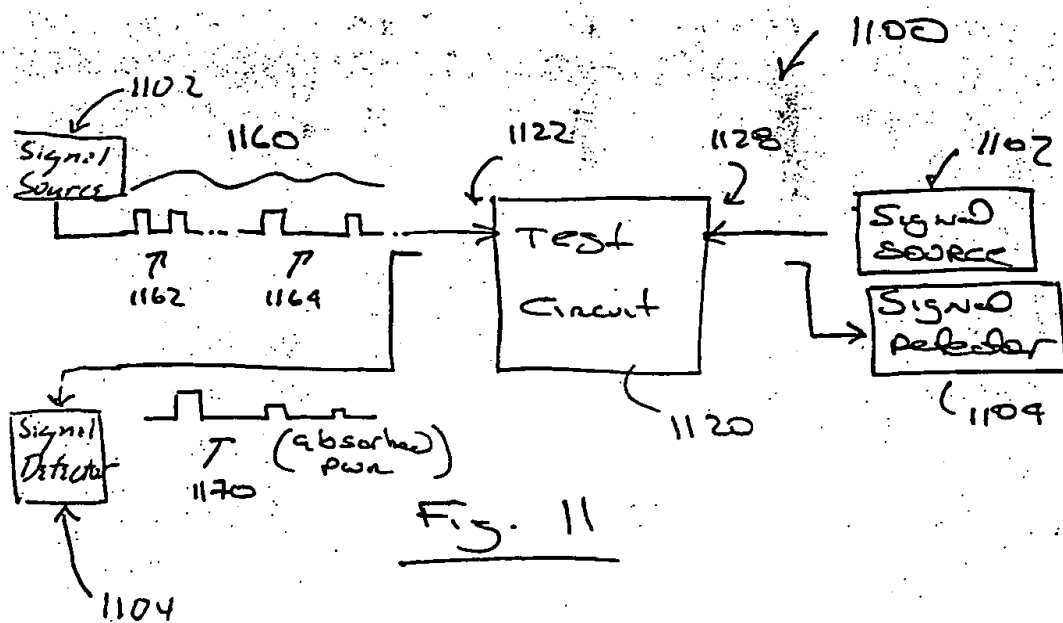 1100
1102
Signal
Source
1160
1122
1128
1102
Signal
Source
Test
Circuit
1162
1164
Signal
Detector
1104
1120
Signal
Detector
1170
(absorbed
pwr)
Fig. 11
1104